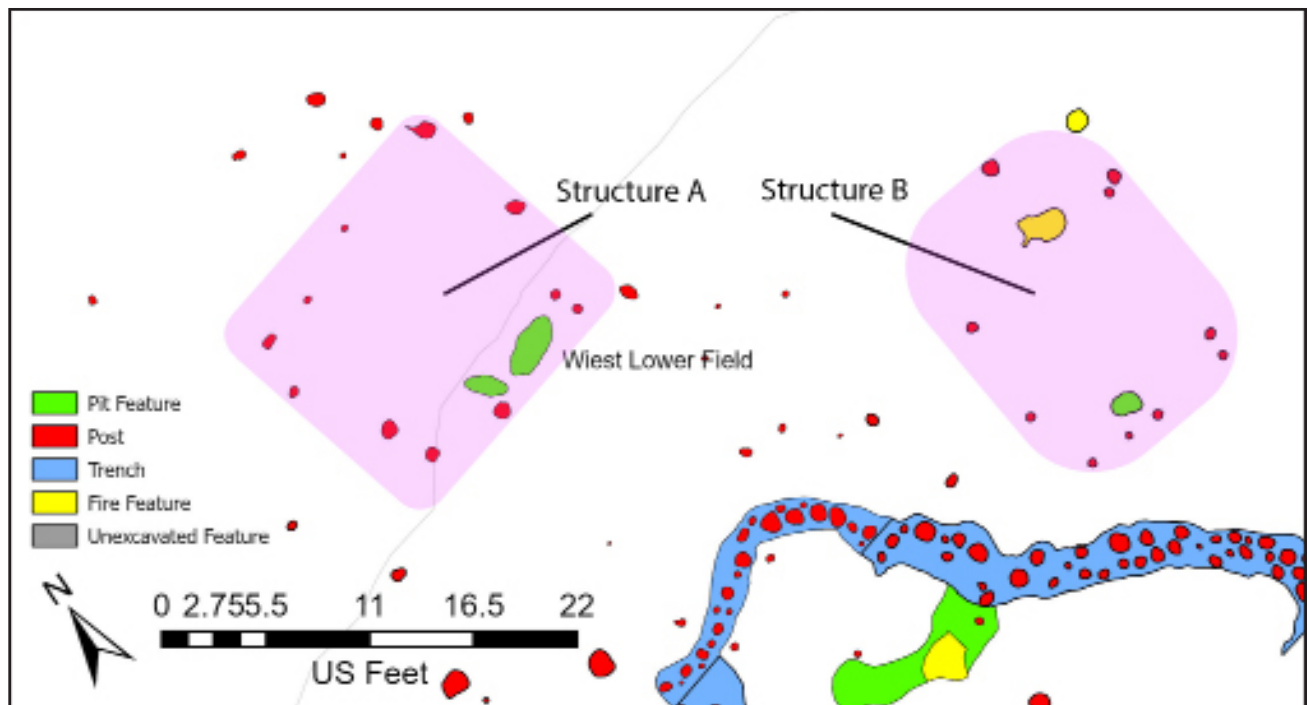 Structure A
Structure B
Wiest Lower Field
Pit Feature
Post
Trench
Fire Feature
Unexcavated Feature
N
0 2.755.5 11 16.5 22
US Feet